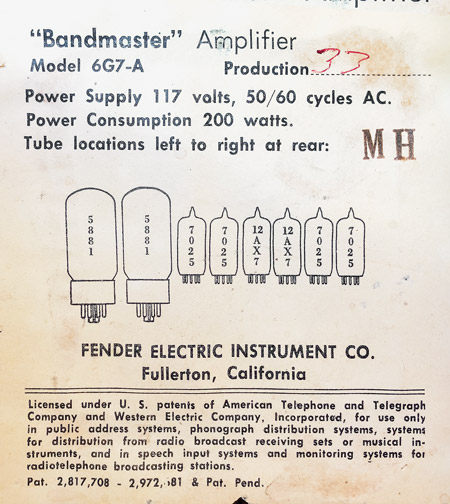 "Bandmaster" Amplifier
Model 6G7-A Production 33
Power Supply 117 volts, 50/60 cycles AC.
Power Consumption 200 watts.
Tube locations left to right at rear:
MH
5881 5881 7025 7025 12AX7 12AX7 7025 7025
FENDER ELECTRIC INSTRUMENT CO.
Fullerton, California
Licensed under U. S. patents of American Telephone and Telegraph
Company and Western Electric Company, Incorporated, for use only
in public address systems, phonograph distribution systems, systems
for distribution from radio broadcast receiving sets or musical in-
struments, and in speech input systems and monitoring systems for
radiotelephone broadcasting stations.
Pat. 2,817,708 - 2,972, 81 & Pat. Pend.